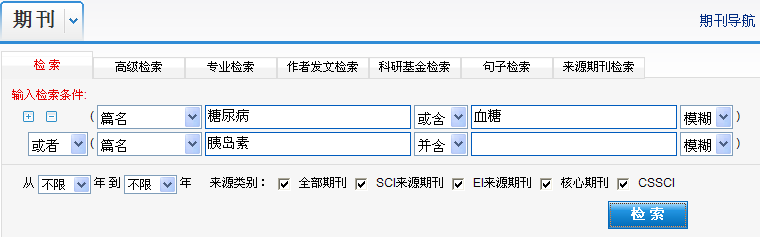 期刊 期刊导航
检索 高级检索 专业检索 作者发文检索 科研基金检索 句子检索 来源期刊检索
输入检索条件:
( 篇名 糖尿病 或含 血糖 模糊 )
或者 ( 篇名 胰岛素 并含 模糊 )
从 不限 年 到 不限 年 来源类别: 全部期刊 SCI来源期刊 EI来源期刊 核心期刊 CSSCI
检索